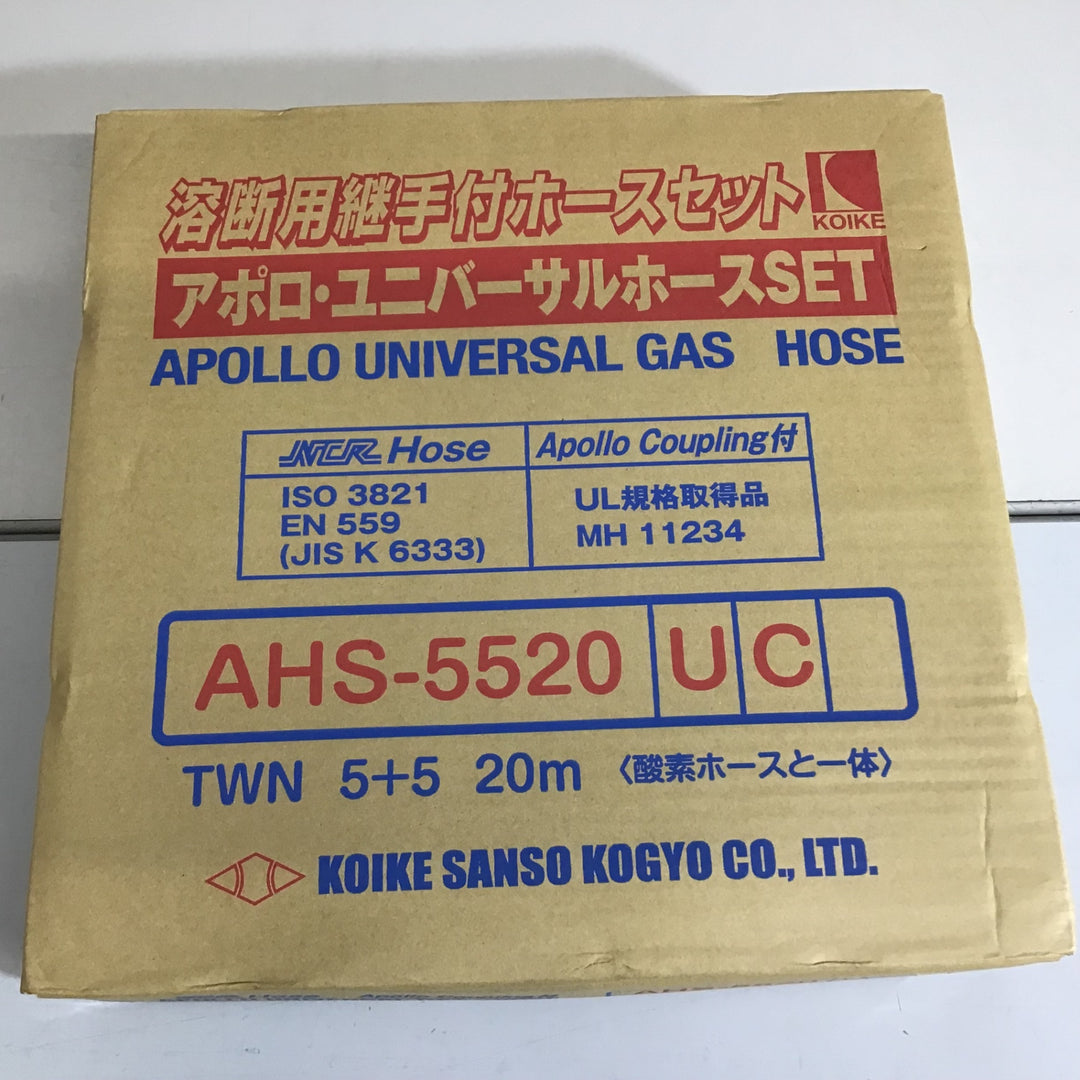 溶断用継手付ホースセット
KOIKE
アポロ・ユニバーサルホースSET
APOLLO UNIVERSAL GAS HOSE
NCR Hose
Apollo Coupling付
ISO 3821
EN 559
(JIS K 6333)
UL規格取得品
MH 11234
AHS-5520 U C
TWN 5+5 20m 〈酸素ホースと一体〉
KOIKE SANSO KOGYO CO., LTD.